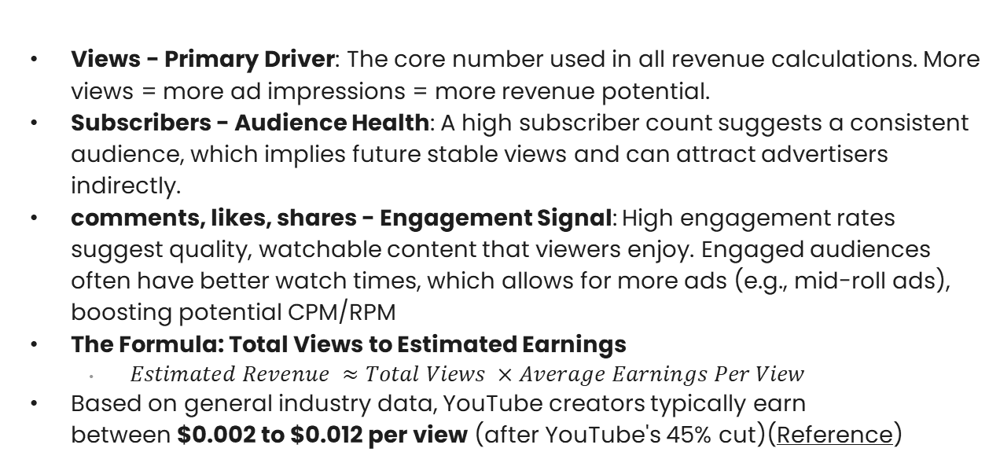 • Views - Primary Driver: The core number used in all revenue calculations. More
views = more ad impressions = more revenue potential.
• Subscribers - Audience Health: A high subscriber count suggests a consistent
audience, which implies future stable views and can attract advertisers
indirectly.
• comments, likes, shares - Engagement Signal: High engagement rates
suggest quality, watchable content that viewers enjoy. Engaged audiences
often have better watch times, which allows for more ads (e.g., mid-roll ads),
boosting potential CPM/RPM
• The Formula: Total Views to Estimated Earnings
• Estimated Revenue ≈ Total Views × Average Earnings Per View
• Based on general industry data, YouTube creators typically earn
between $0.002 to $0.012 per view (after YouTube's 45% cut)(Reference)